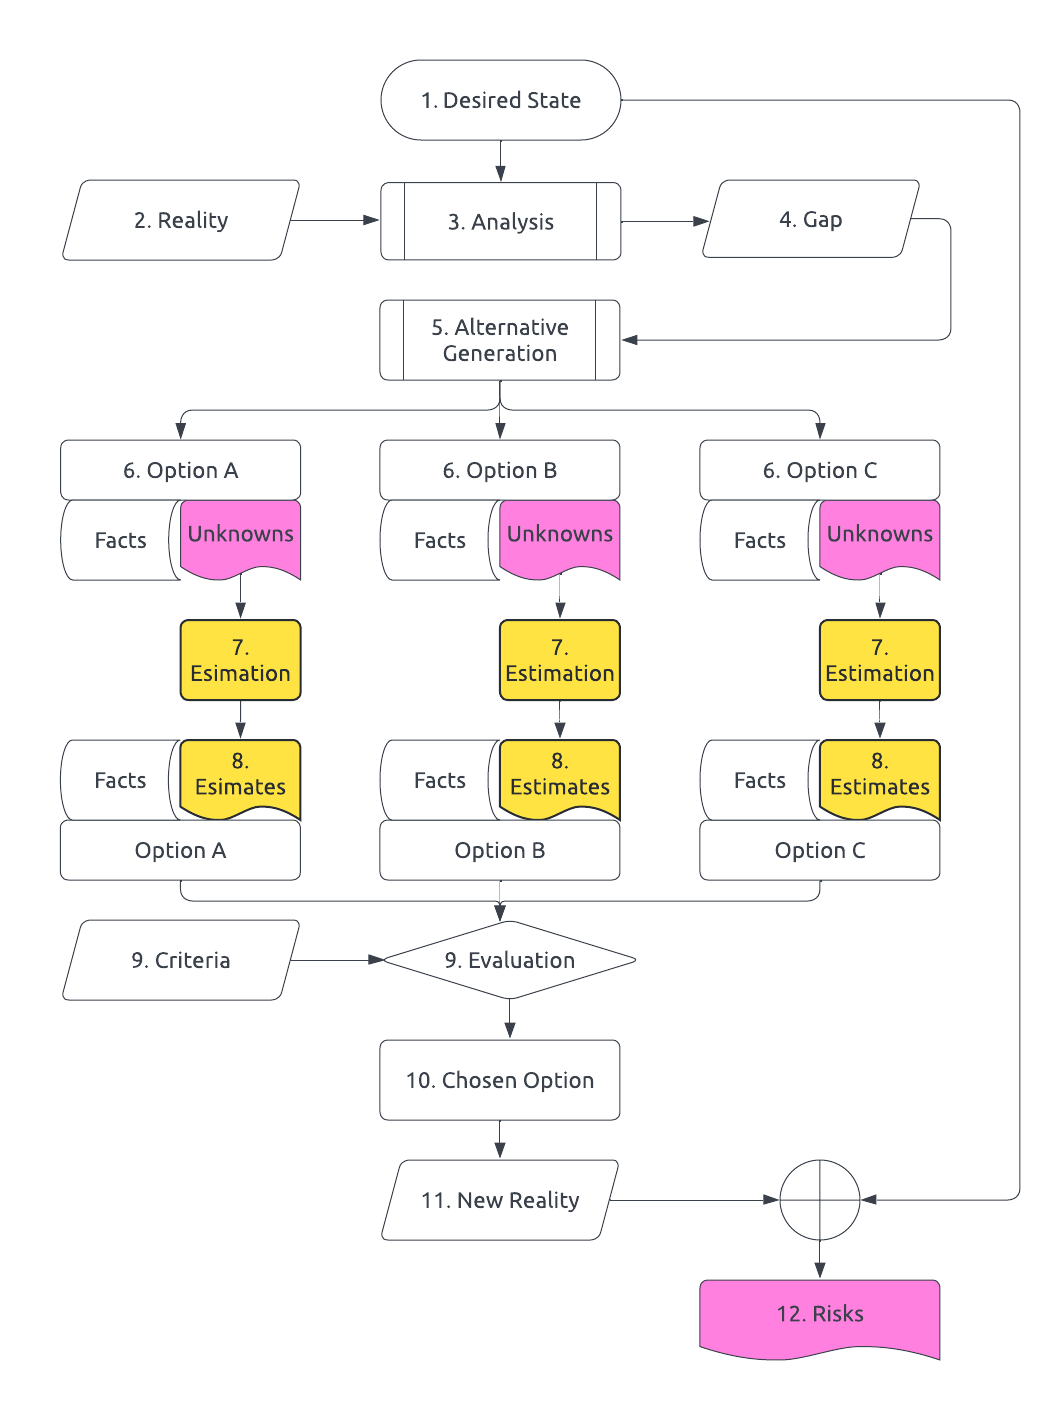 1. Desired State
2. Reality
3. Analysis
4. Gap
5. Alternative
Generation
6. Option A
6. Option B
6. Option C
Facts
Unknowns
Facts
Unknowns
Facts
Unknowns
7.
Esimation
7.
Estimation
7.
Estimation
Facts
8.
Esimates
Facts
8.
Estimates
Facts
8.
Estimates
Option A
Option B
Option C
9. Criteria
9. Evaluation
10. Chosen Option
11. New Reality
12. Risks